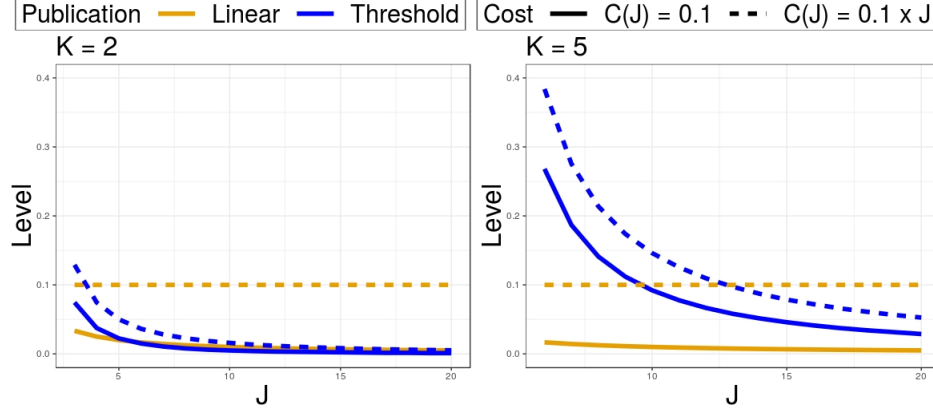 Publication Linear Threshold Cost C(J) = 0.1 C(J) = 0.1 x J
K = 2
K = 5
0.4
0.3
0.2
0.1
0.0
Level
5 10 15 20
J
0.4
0.3
0.2
0.1
0.0
Level
10 15 20
J